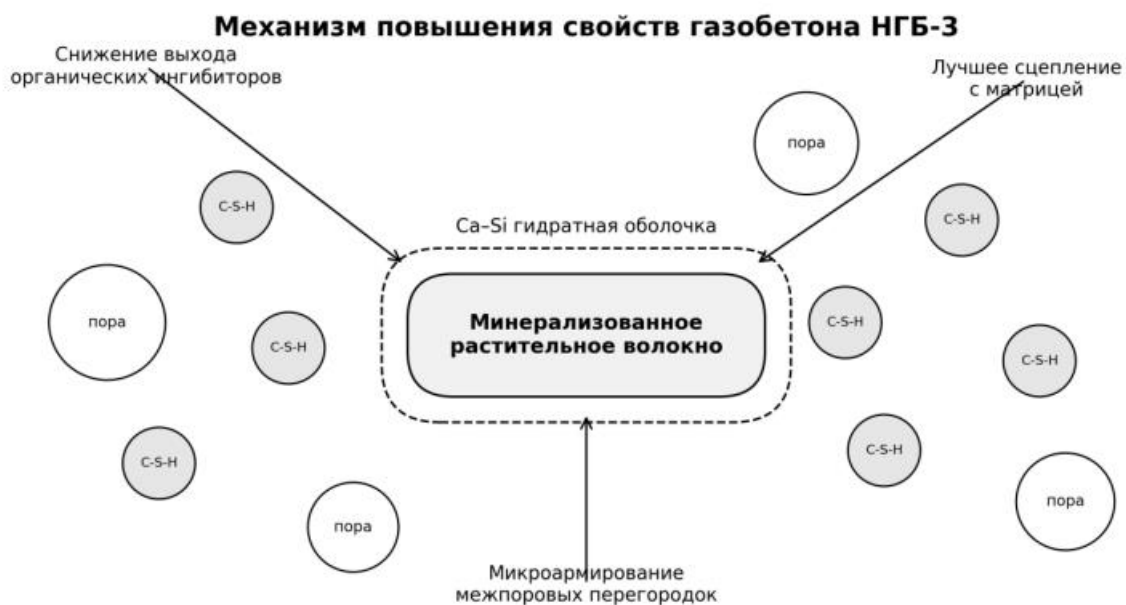 Механизм повышения свойств газобетона НГБ-3
Снижение выхода
органических ингибиторов
Лучшее сцепление
с матрицей
пора
C-S-H
C-S-H
Ca–Si гидратная оболочка
пора
Минерализованное
растительное волокно
C-S-H
C-S-H
C-S-H
C-S-H
C-S-H
пора
пора
Микроармирование
межпоровых перегородок